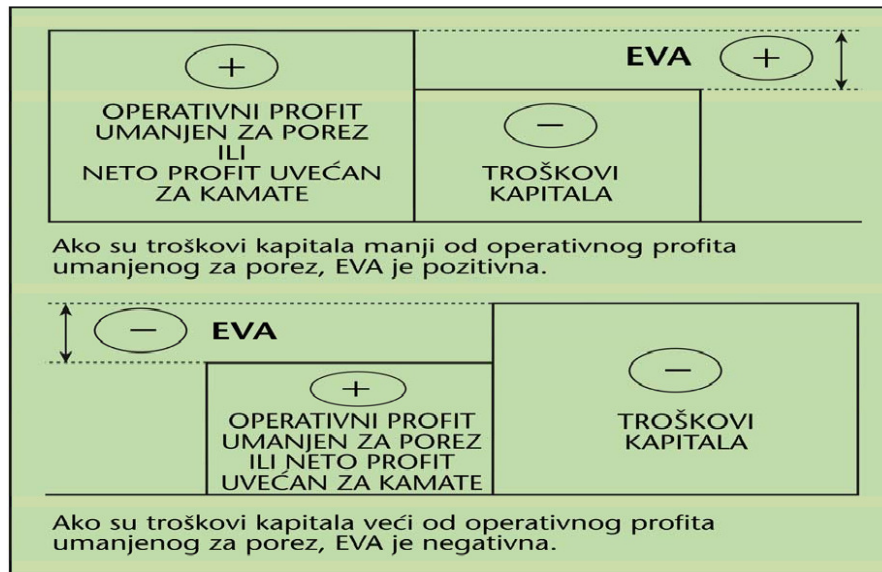 +
EVA +
OPERATIVNI PROFIT
UMANJEN ZA POREZ
ILI
NETO PROFIT UVEĆAN
ZA KAMATE
−
TROŠKOVI
KAPITALA
Ako su troškovi kapitala manji od operativnog profita
umanjenog za porez, EVA je pozitivna.
− EVA
+
OPERATIVNI PROFIT
UMANJEN ZA POREZ
ILI NETO PROFIT
UVEĆAN ZA KAMATE
−
TROŠKOVI
KAPITALA
Ako su troškovi kapitala veći od operativnog profita
umanjenog za porez, EVA je negativna.